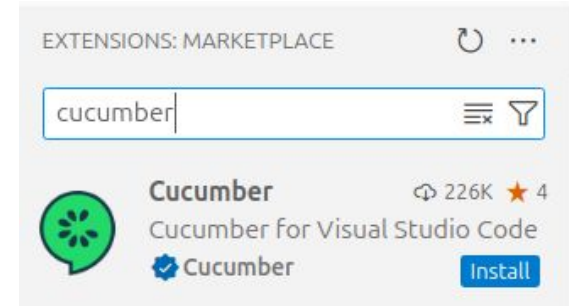 EXTENSIONS: MARKETPLACE
cucumber
Cucumber 226K ★ 4
Cucumber for Visual Studio Code
Cucumber Install